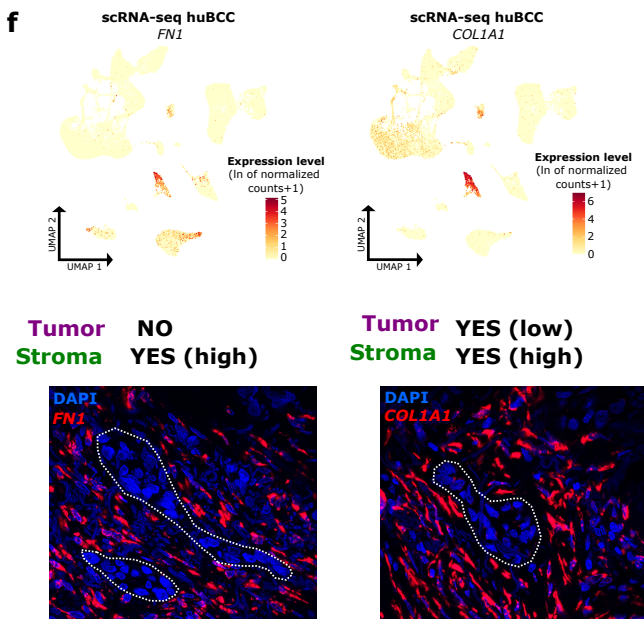 f
scRNA-seq huBCC
FN1
Expression level
(ln of normalized
counts+1)
5
4
3
2
1
0
UMAP 2
UMAP 1
scRNA-seq huBCC
COL1A1
Expression level
(ln of normalized
counts+1)
6
4
2
0
UMAP 2
UMAP 1
Tumor NO
Stroma YES (high)
Tumor YES (low)
Stroma YES (high)
DAPI
FN1
DAPI
COL1A1